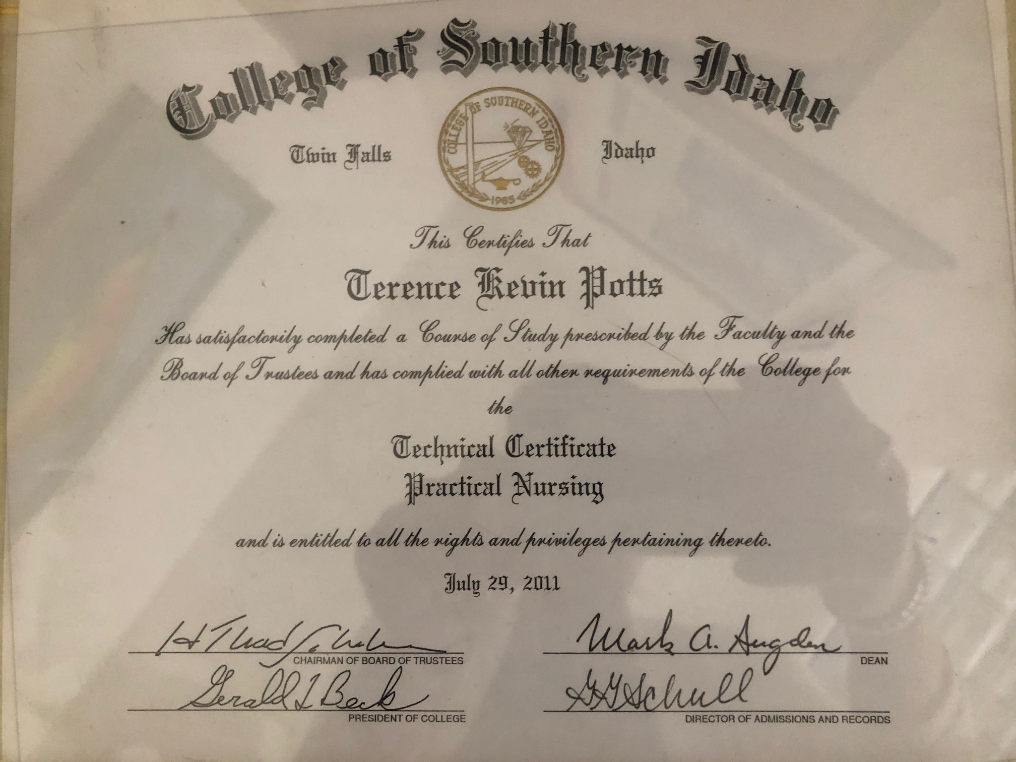 College of Southern Idaho
COLLEGE OF SOUTHERN IDAHO
1965
Twin Falls
Idaho
This Certifies That
Terence Kevin Potts
Has satisfactorily completed a Course of Study prescribed by the Faculty and the
Board of Trustees and has complied with all other requirements of the College for
the
Technical Certificate
Practical Nursing
and is entitled to all the rights and privileges pertaining thereto.
July 29, 2011
H Thad
Mark A. Sugden
CHAIRMAN OF BOARD OF TRUSTEES
DEAN
Gerald L Beck
Schull
PRESIDENT OF COLLEGE
DIRECTOR OF ADMISSIONS AND RECORDS